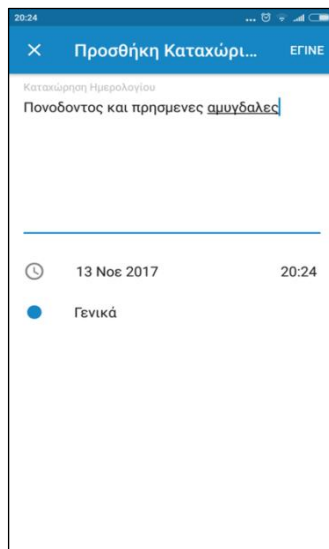 20:24
Προσθήκη Καταχώρι... ΕΓΙΝΕ
Καταχώρηση Ημερολογίου
Πονοδοντος και πρησμενες αμυγδαλες
13 Νοε 2017 20:24
Γενικά